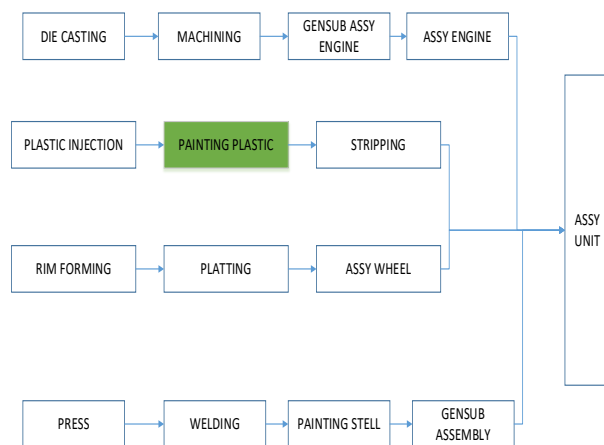 DIE CASTING
MACHINING
GENSUB ASSY
ENGINE
ASSY ENGINE
PLASTIC INJECTION
PAINTING PLASTIC
STRIPPING
RIM FORMING
PLATTING
ASSY WHEEL
PRESS
WELDING
PAINTING STELL
GENSUB
ASSEMBLY
ASSY
UNIT